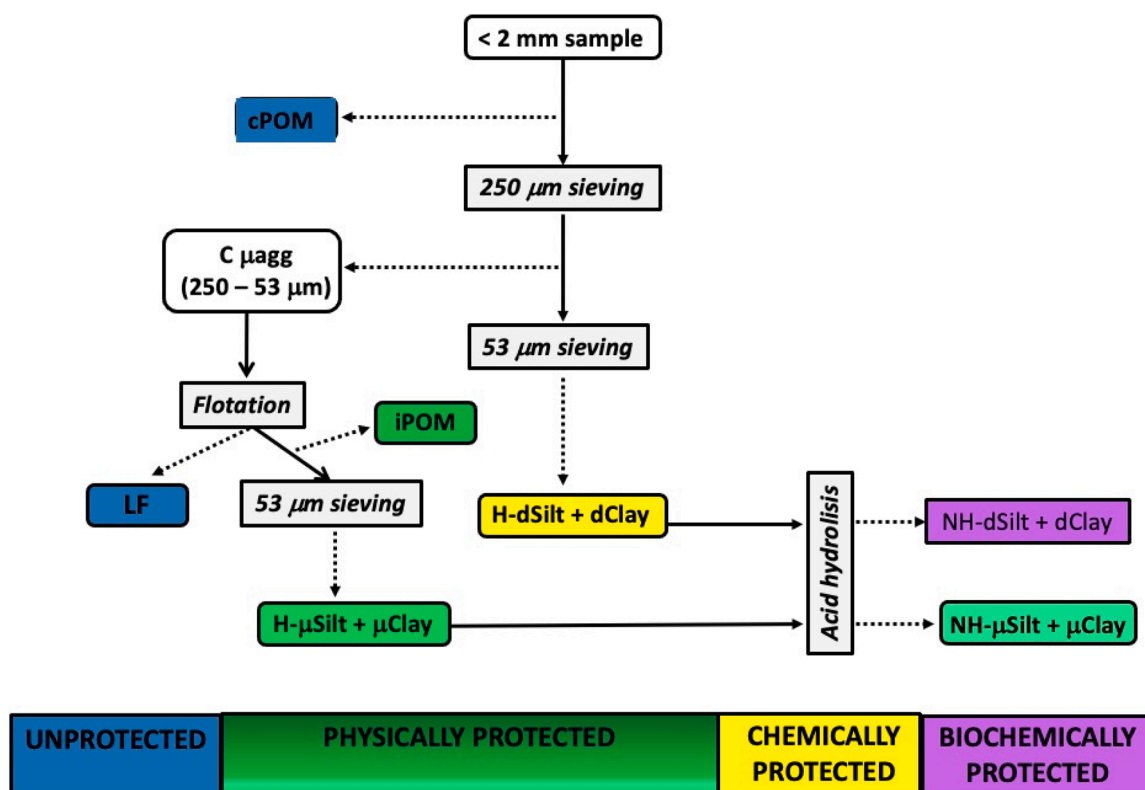 < 2 mm sample
cPOM
250 μm sieving
C μagg
(250 – 53 μm)
53 μm sieving
Flotation
iPOM
LF
53 μm sieving
H-dSilt + dClay
Acid hydrolisis
NH-dSilt + dClay
H-μSilt + μClay
NH-μSilt + μClay
UNPROTECTED
PHYSICALLY PROTECTED
CHEMICALLY
PROTECTED
BIOCHEMICALLY
PROTECTED